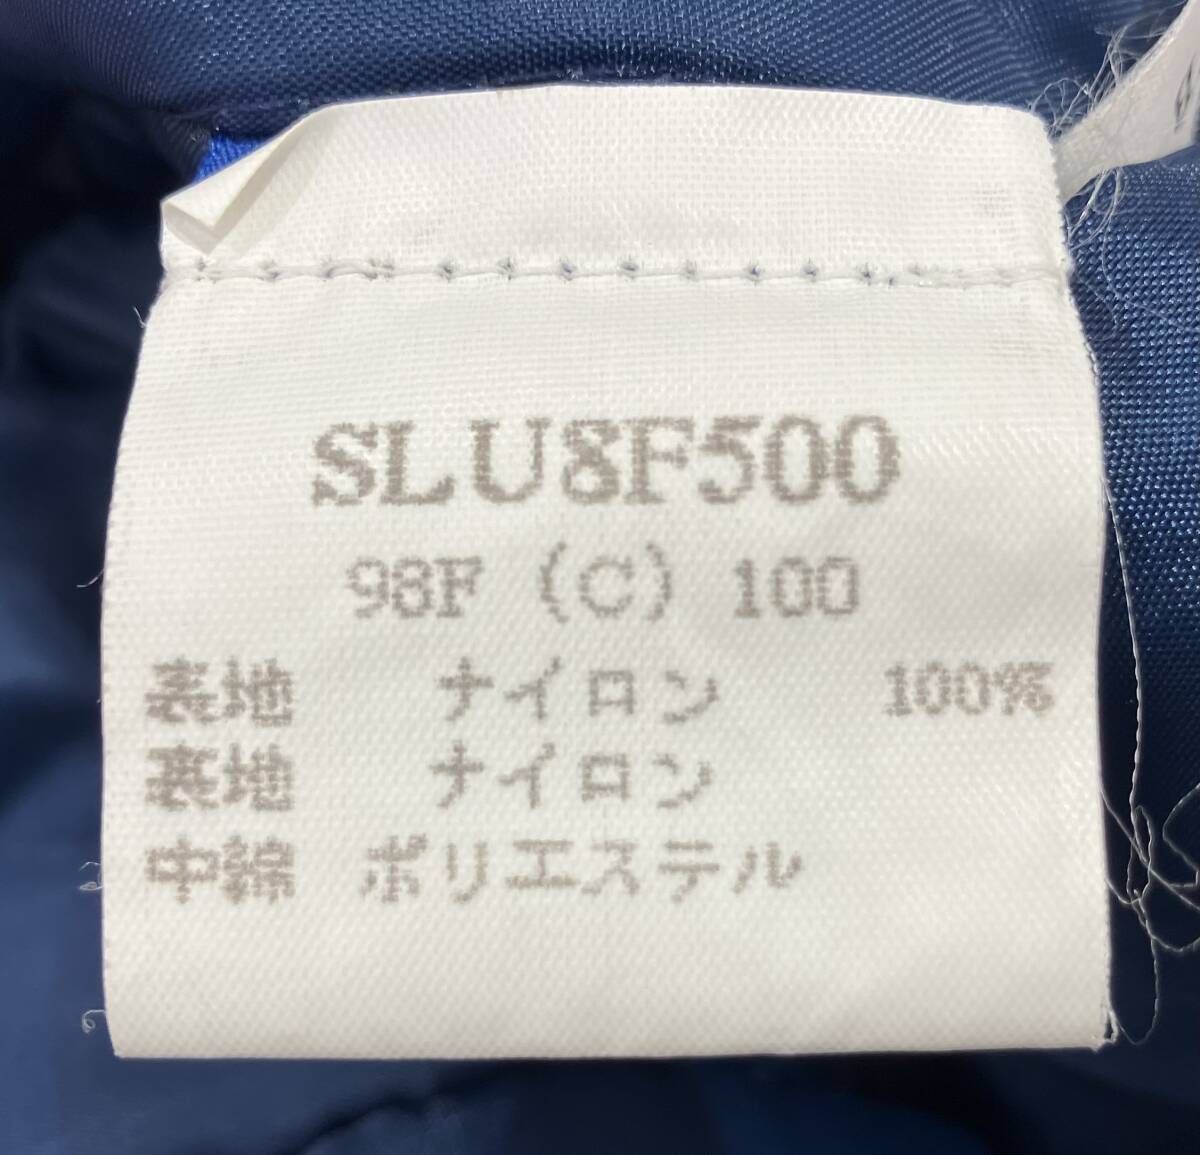 SLU8F500
98F (C) 100
表地 ナイロン 100%
裏地 ナイロン
中綿 ポリエステル